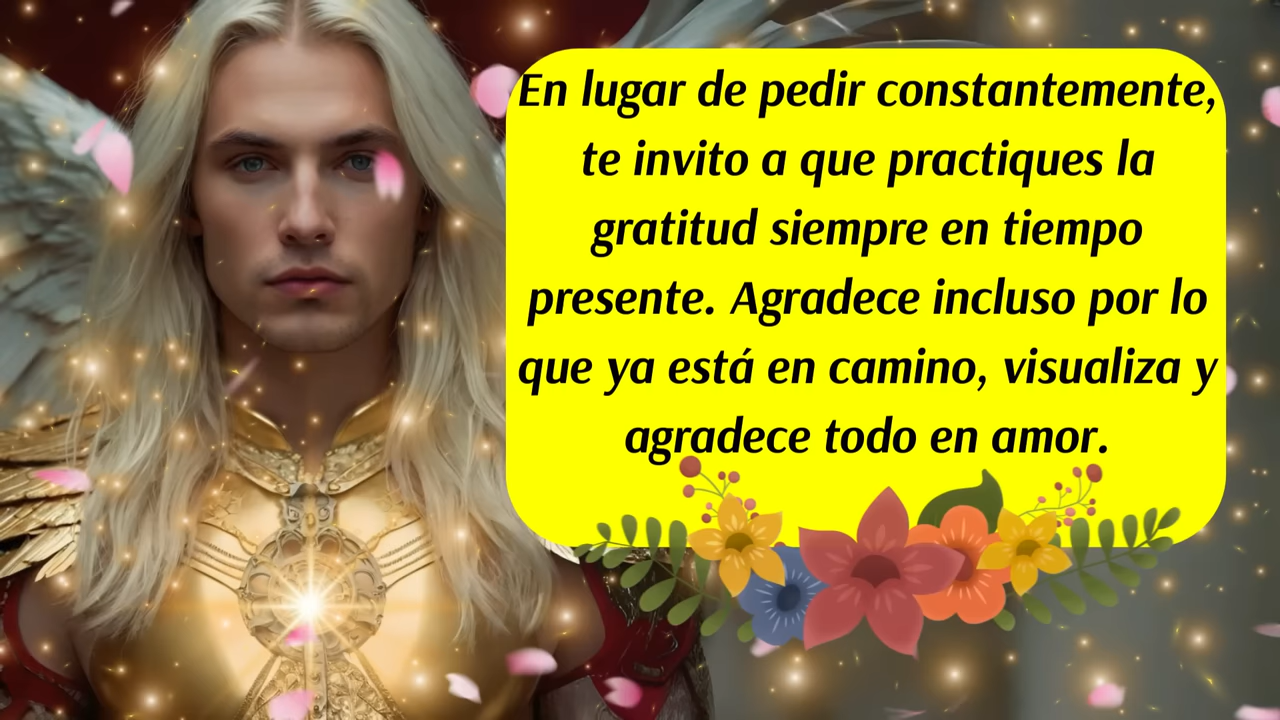 En lugar de pedir constantemente,
te invito a que practiques la
gratitud siempre en tiempo
presente. Agradece incluso por lo
que ya está en camino, visualiza y
agradece todo en amor.